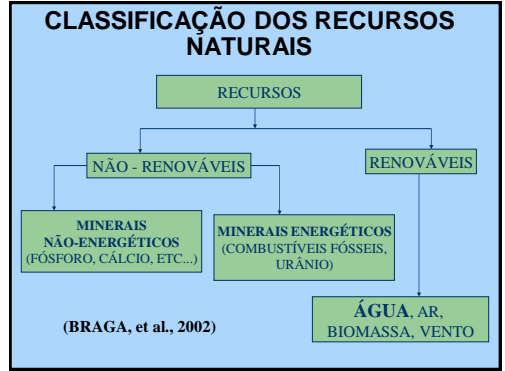 CLASSIFICAÇÃO DOS RECURSOS
NATURAIS
RECURSOS
NÃO - RENOVÁVEIS
RENOVÁVEIS
MINERAIS
NÃO-ENERGÉTICOS
(FÓSFORO, CÁLCIO, ETC...)
MINERAIS ENERGÉTICOS
(COMBUSTÍVEIS FÓSSEIS,
URÂNIO)
ÁGUA, AR,
BIOMASSA, VENTO
(BRAGA, et al., 2002)